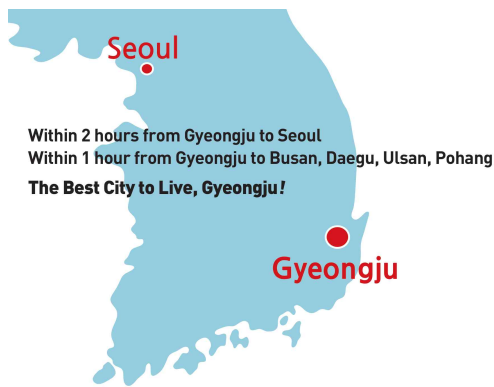 Seoul
Within 2 hours from Gyeongju to Seoul
Within 1 hour from Gyeongju to Busan, Daegu, Ulsan, Pohang
The Best City to Live, Gyeongju!
Gyeongju